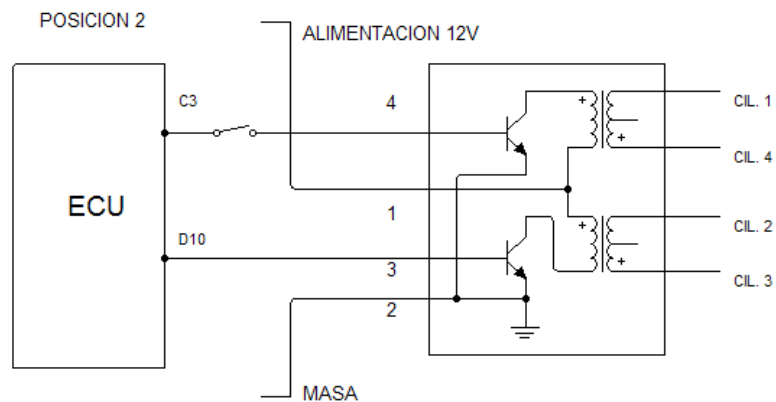 POSICION 2
ALIMENTACION 12V
C3
4
CIL. 1
CIL. 4
ECU
1
D10
3
CIL. 2
CIL. 3
2
MASA
+
+
+
+